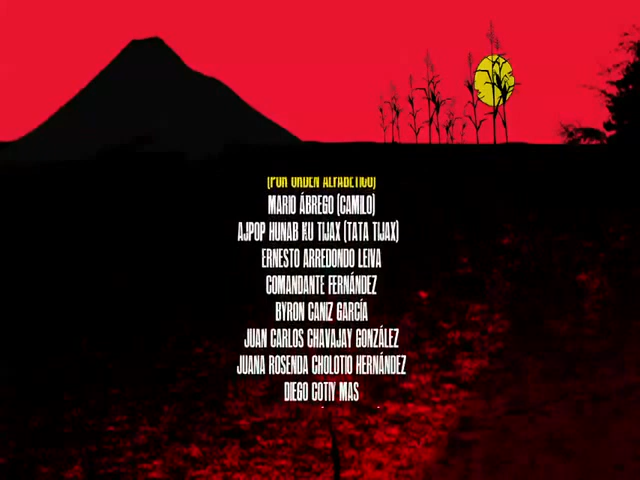 (POR ORDEN ALFABETICO)
MARIO ÁBREGO (CAMILO)
AJPOP HUNAB KU TIJAX (TATA TIJAX)
ERNESTO ARREDONDO LEIVA
COMANDANTE FERNÁNDEZ
BYRON CANIZ GARCÍA
JUAN CARLOS CHAVAJAY GONZÁLEZ
JUANA ROSENDA CHOLOTIO HERNÁNDEZ
DIEGO COTIY MAS